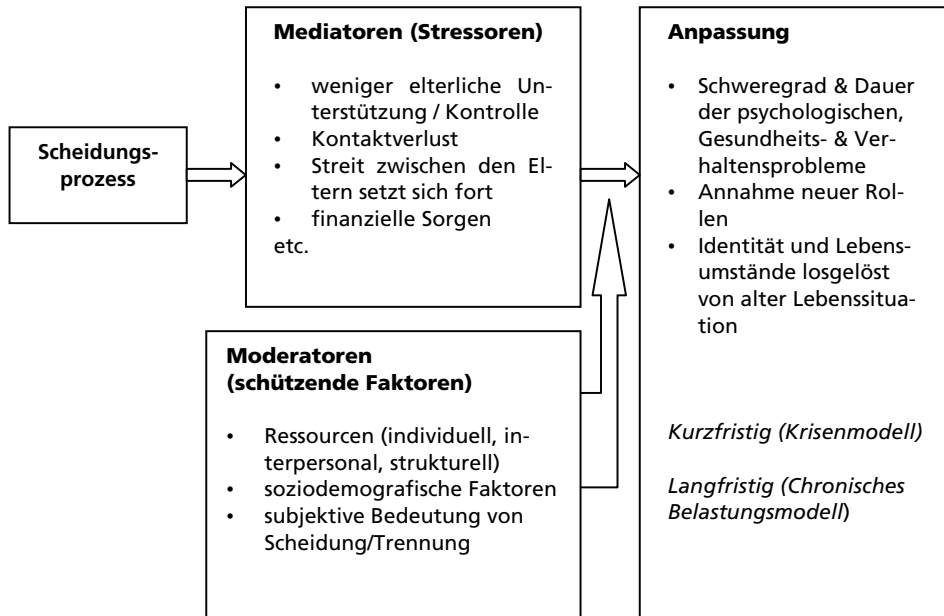 Scheidungs-
prozess
Mediatoren (Stressoren)
• weniger elterliche Un-
terstützung / Kontrolle
• Kontaktverlust
• Streit zwischen den El-
tern setzt sich fort
• finanzielle Sorgen
etc.
Moderatoren
(schützende Faktoren)
• Ressourcen (individuell, in-
terpersonal, strukturell)
• soziodemografische Faktoren
• subjektive Bedeutung von
Scheidung/Trennung
Anpassung
• Schweregrad & Dauer
der psychologischen,
Gesundheits- & Ver-
haltensprobleme
• Annahme neuer Rol-
len
• Identität und Lebens-
umstände losgelöst
von alter Lebenssitua-
tion
Kurzfristig (Krisenmodell)
Langfristig (Chronisches
Belastungsmodell)